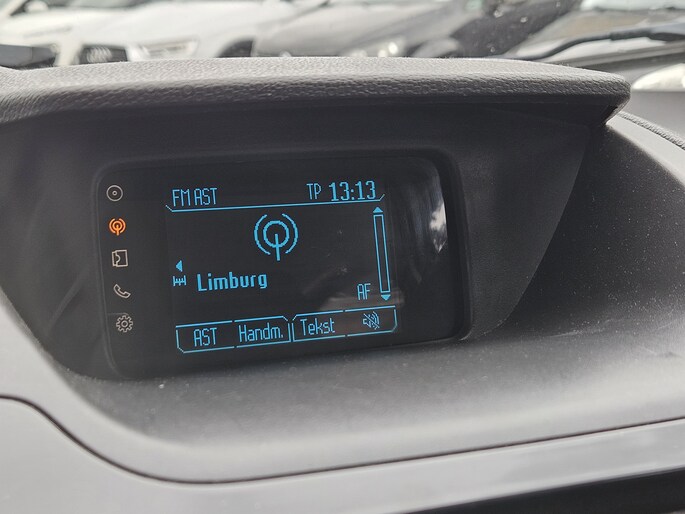 FM AST TP 13:13
Limburg
AF
AST Handm. Tekst